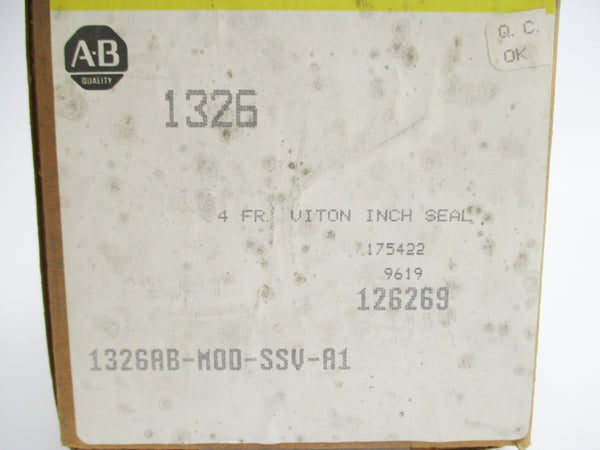 A-B
QUALITY
Q. C.
OK
1326
4 FR. VITON INCH SEAL
175422
9619
126269
1326AB-MOD-SSV-A1